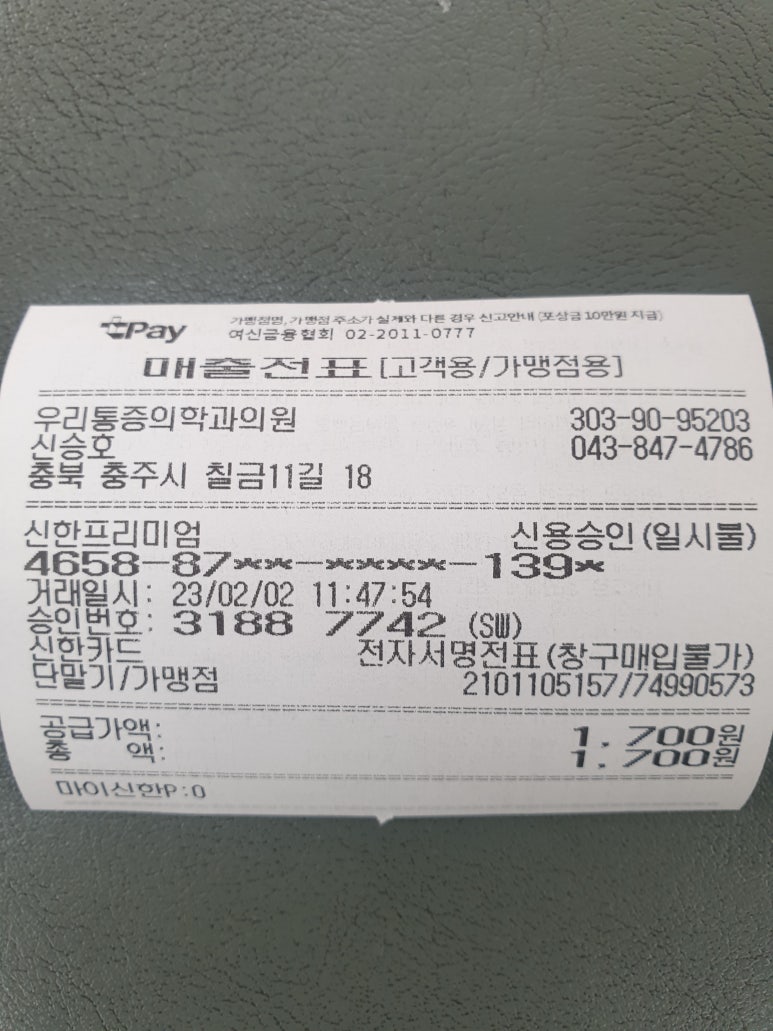 Pay
가맹점명, 가맹점 주소가 실제와 다른 경우 신고안내 (포상금 10만원 지급)
여신금융협회 02-2011-0777
매출전표[고객용/가맹점용]
우리통증의학과의원 303-90-95203
신승호 043-847-4786
충북 충주시 칠금11길 18
신한프리미엄 신용승인(일시불)
4658-87**-****-139*
거래일시: 23/02/02 11:47:54
승인번호: 3188 7742 (SW)
신한카드 전자서명전표(창구매입불가)
단말기/가맹점 2101105157/74990573
공급가액: 1,700원
총 액: 1,700원
마이신한P:0